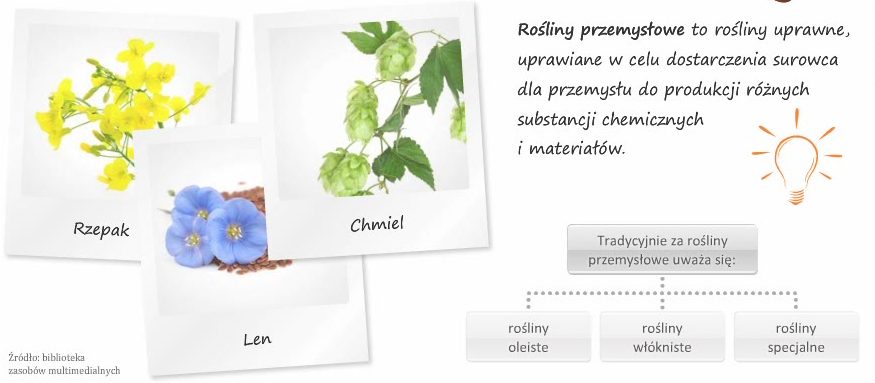 Rośliny przemysłowe to rośliny uprawne,
uprawiane w celu dostarczenia surowca
dla przemysłu do produkcji różnych
substancji chemicznych
i materiałów.
Rzepak
Chmiel
Len
Tradycyjnie za rośliny
przemysłowe uważa się:
rośliny
oleiste
rośliny
włókniste
rośliny
specjalne
Źródło: biblioteka
zasobów multimedialnych